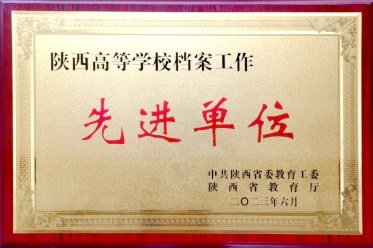 陕西高等学校档案工作
先进单位
中共陕西省委教育工委
陕西省教育厅
二〇二三年六月